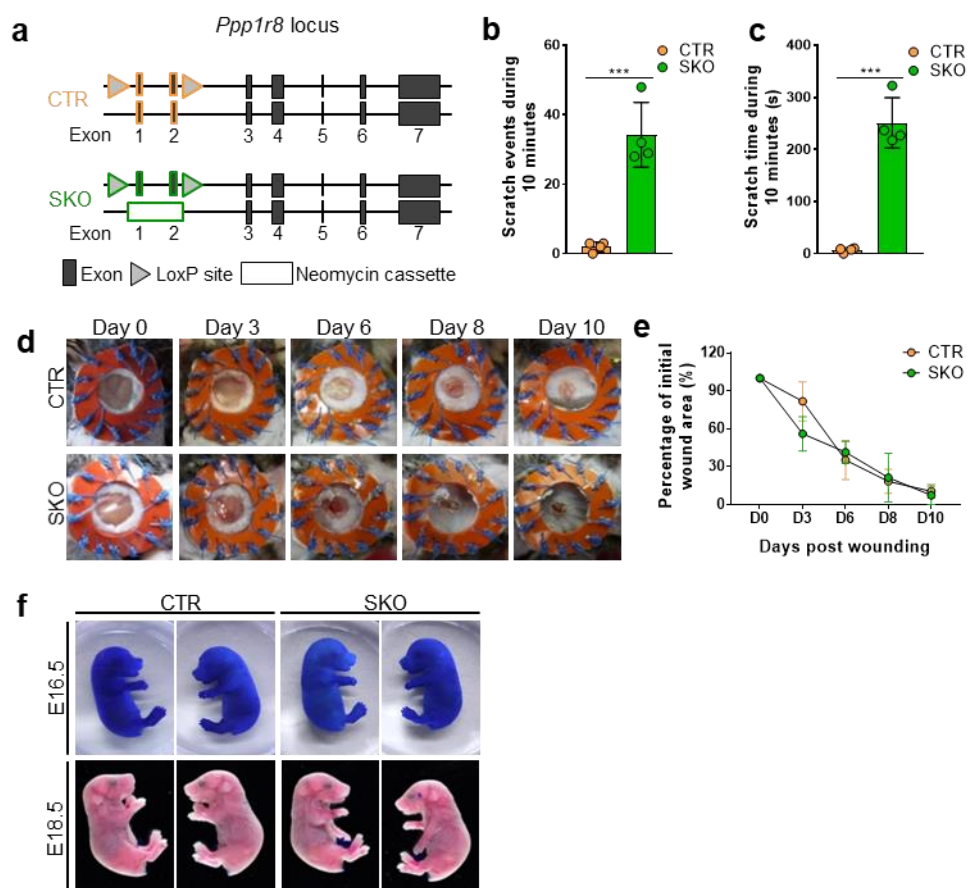 a
Ppp1r8 locus
CTR
Exon 1 2 3 4 5 6 7
SKO
Exon 1 2 3 4 5 6 7
Exon LoxP site Neomycin cassette
b
Scratch events during
10 minutes
60
40
20
0
***
CTR
SKO
c
Scratch time during
10 minutes (s)
400
300
200
100
0
***
CTR
SKO
d
Day 0 Day 3 Day 6 Day 8 Day 10
CTR
SKO
e
Percentage of initial
wound area (%)
120
90
60
30
0
CTR
SKO
D0 D3 D6 D8 D10
Days post wounding
f
CTR SKO
E16.5
E18.5